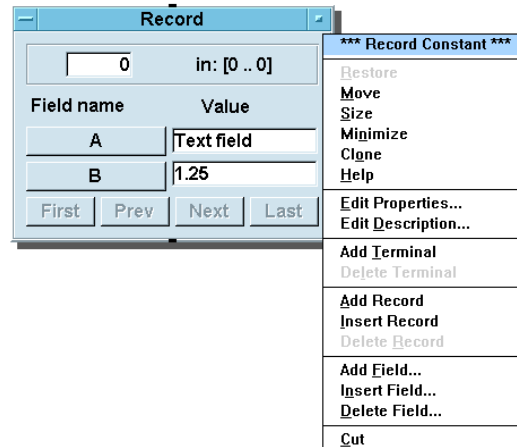 Record
0 in: [0 .. 0]
Field name Value
A Text field
B 1.25
First Prev Next Last
*** Record Constant ***
Restore
Move
Size
Minimize
Clone
Help
Edit Properties...
Edit Description...
Add Terminal
Delete Terminal
Add Record
Insert Record
Delete Record
Add Field...
Insert Field...
Delete Field...
Cut